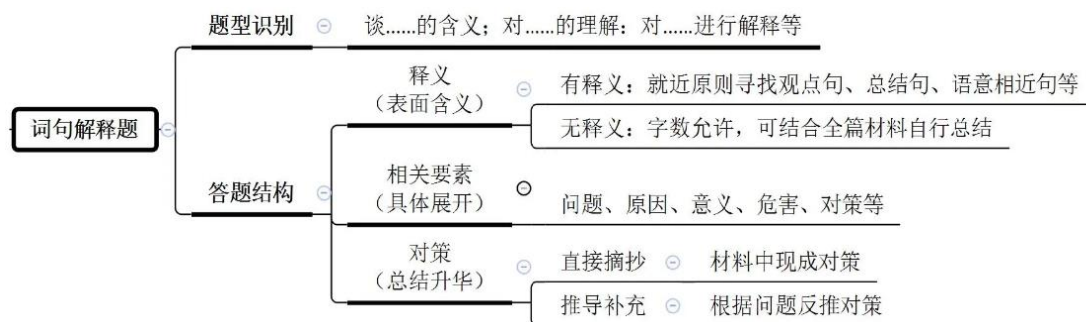 词句解释题
题型识别
谈......的含义；对......的理解：对......进行解释等
答题结构
释义
（表面含义）
有释义：就近原则寻找观点句、总结句、语意相近句等
无释义：字数允许，可结合全篇材料自行总结
相关要素
（具体展开）
问题、原因、意义、危害、对策等
对策
（总结升华）
直接摘抄
材料中现成对策
推导补充
根据问题反推对策